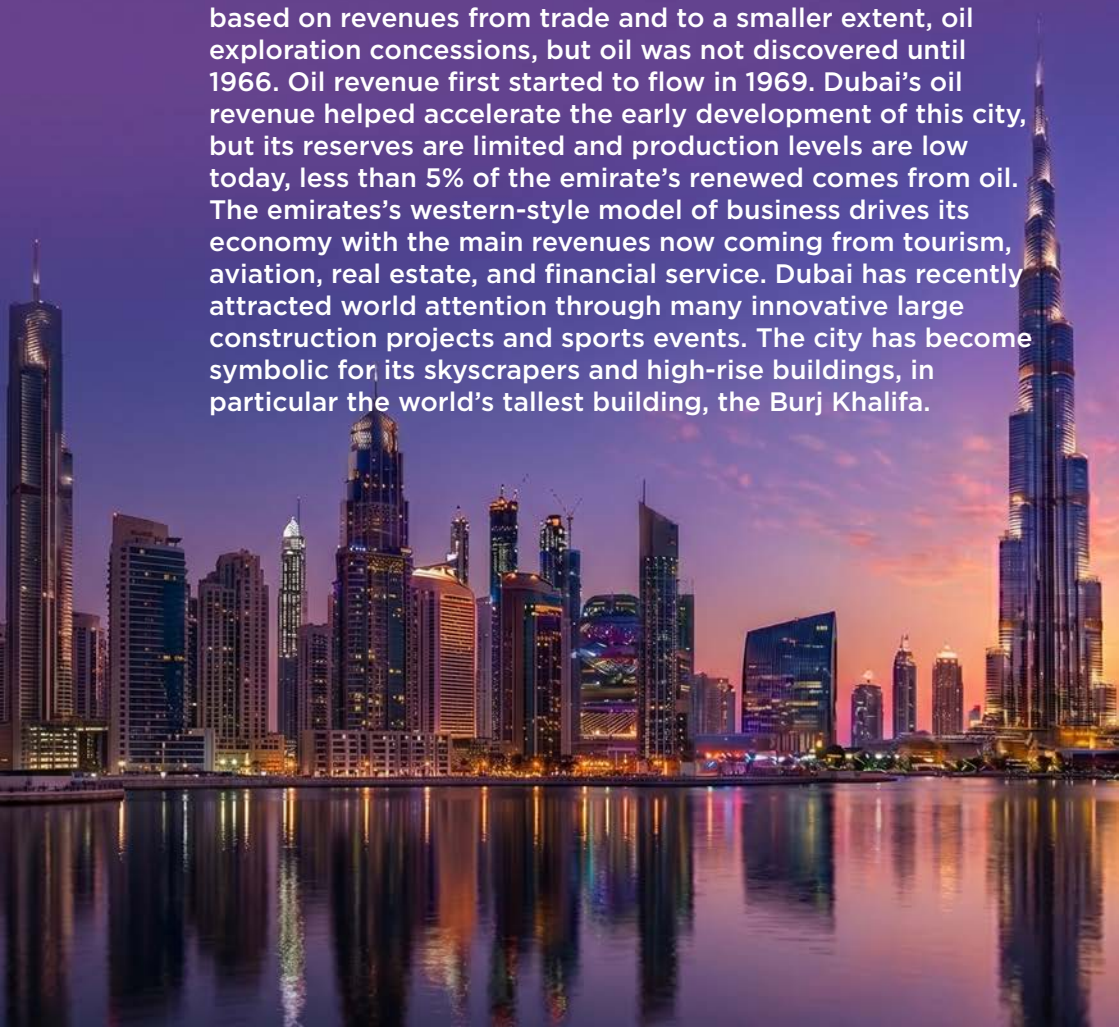 based on revenues from trade and to a smaller extent, oil
exploration concessions, but oil was not discovered until
1966. Oil revenue first started to flow in 1969. Dubai’s oil
revenue helped accelerate the early development of this city,
but its reserves are limited and production levels are low
today, less than 5% of the emirate’s renewed comes from oil.
The emirates’s western-style model of business drives its
economy with the main revenues now coming from tourism,
aviation, real estate, and financial service. Dubai has recently
attracted world attention through many innovative large
construction projects and sports events. The city has become
symbolic for its skyscrapers and high-rise buildings, in
particular the world’s tallest building, the Burj Khalifa.